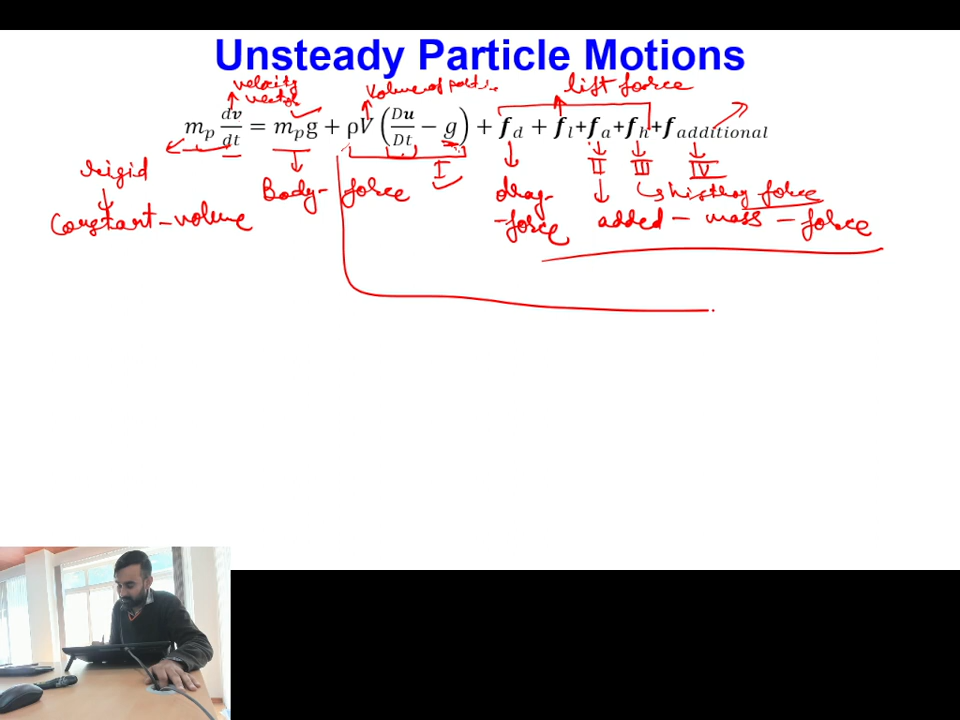 Unsteady Particle Motions
velocity
vector
Volume of
lift force
m_p dv/dt = m_p g + ρV (Du/Dt − g) + f_d + f_l+f_a+f_h+f_additional
I II III IV
rigid
Body-force
drag-force
history force
Constant-volume
added-mass-force